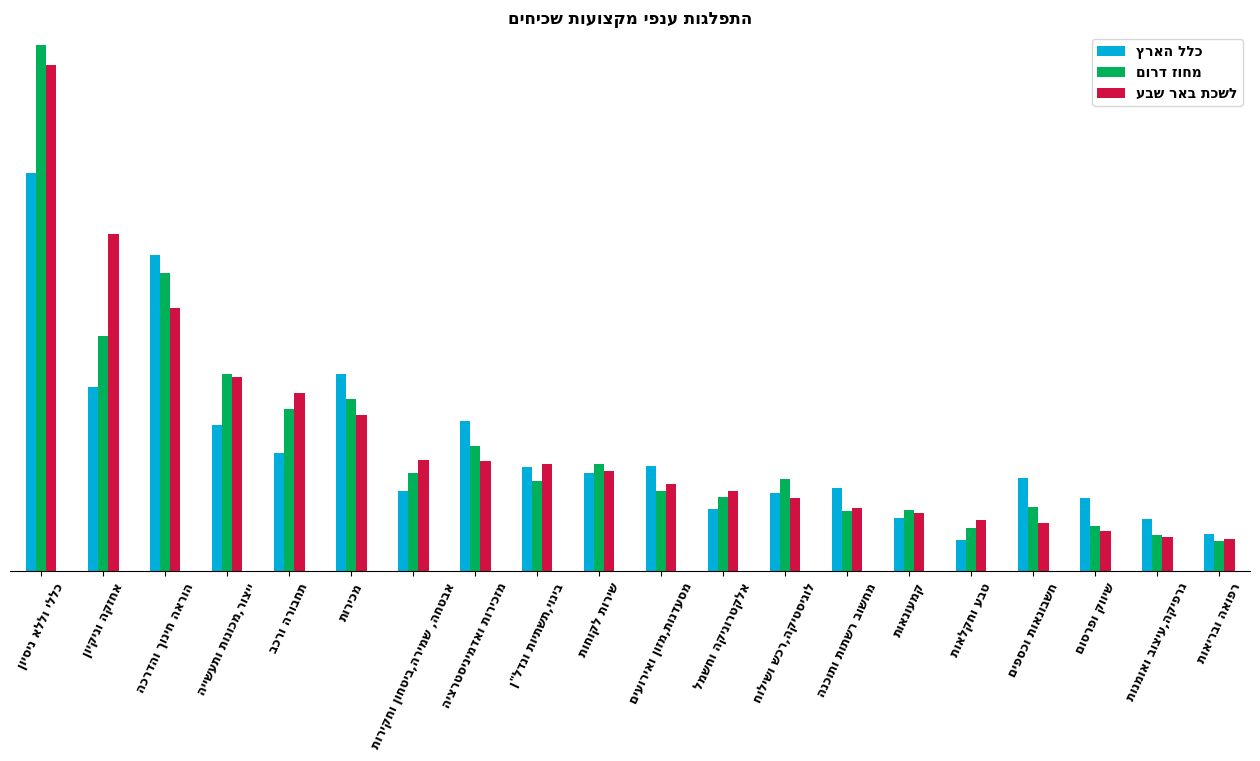 התפלגות ענפי מקצועות שכיחים
כלל הארץ
מחוז דרום
לשכת באר שבע
כללי וללא ניסיון
אחזקה וניקיון
הוראה חינוך והדרכה
ייצור,מכונות ותעשייה
תחבורה ורכב
מכירות
אבטחה, שמירה,ביטחון וחקירות
מזכירות ואדמיניסטרציה
בינוי,תשתיות ונדל"ן
שירות לקוחות
מסעדנות,מזון ואירועים
אלקטרוניקה וחשמל
לוגיסטיקה,רכש ושילוח
מחשוב רשתות ותוכנה
קמעונאות
טבע וחקלאות
חשבונאות וכספים
שיווק ופרסום
גרפיקה,עיצוב ואומנות
רפואה ובריאות